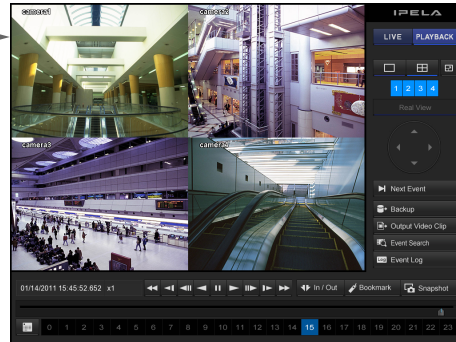 camera1
camera2
IPELA
LIVE PLAYBACK
1 2 3 4
Real View
camera3
Next Event
Backup
Output Video Clip
Event Search
Event Log
01/14/2011 15:45:52.652 x1
In / Out
Bookmark
Snapshot
0 1 2 3 4 5 6 7 8 9 10 11 12 13 14 15 16 17 18 19 20 21 22 23